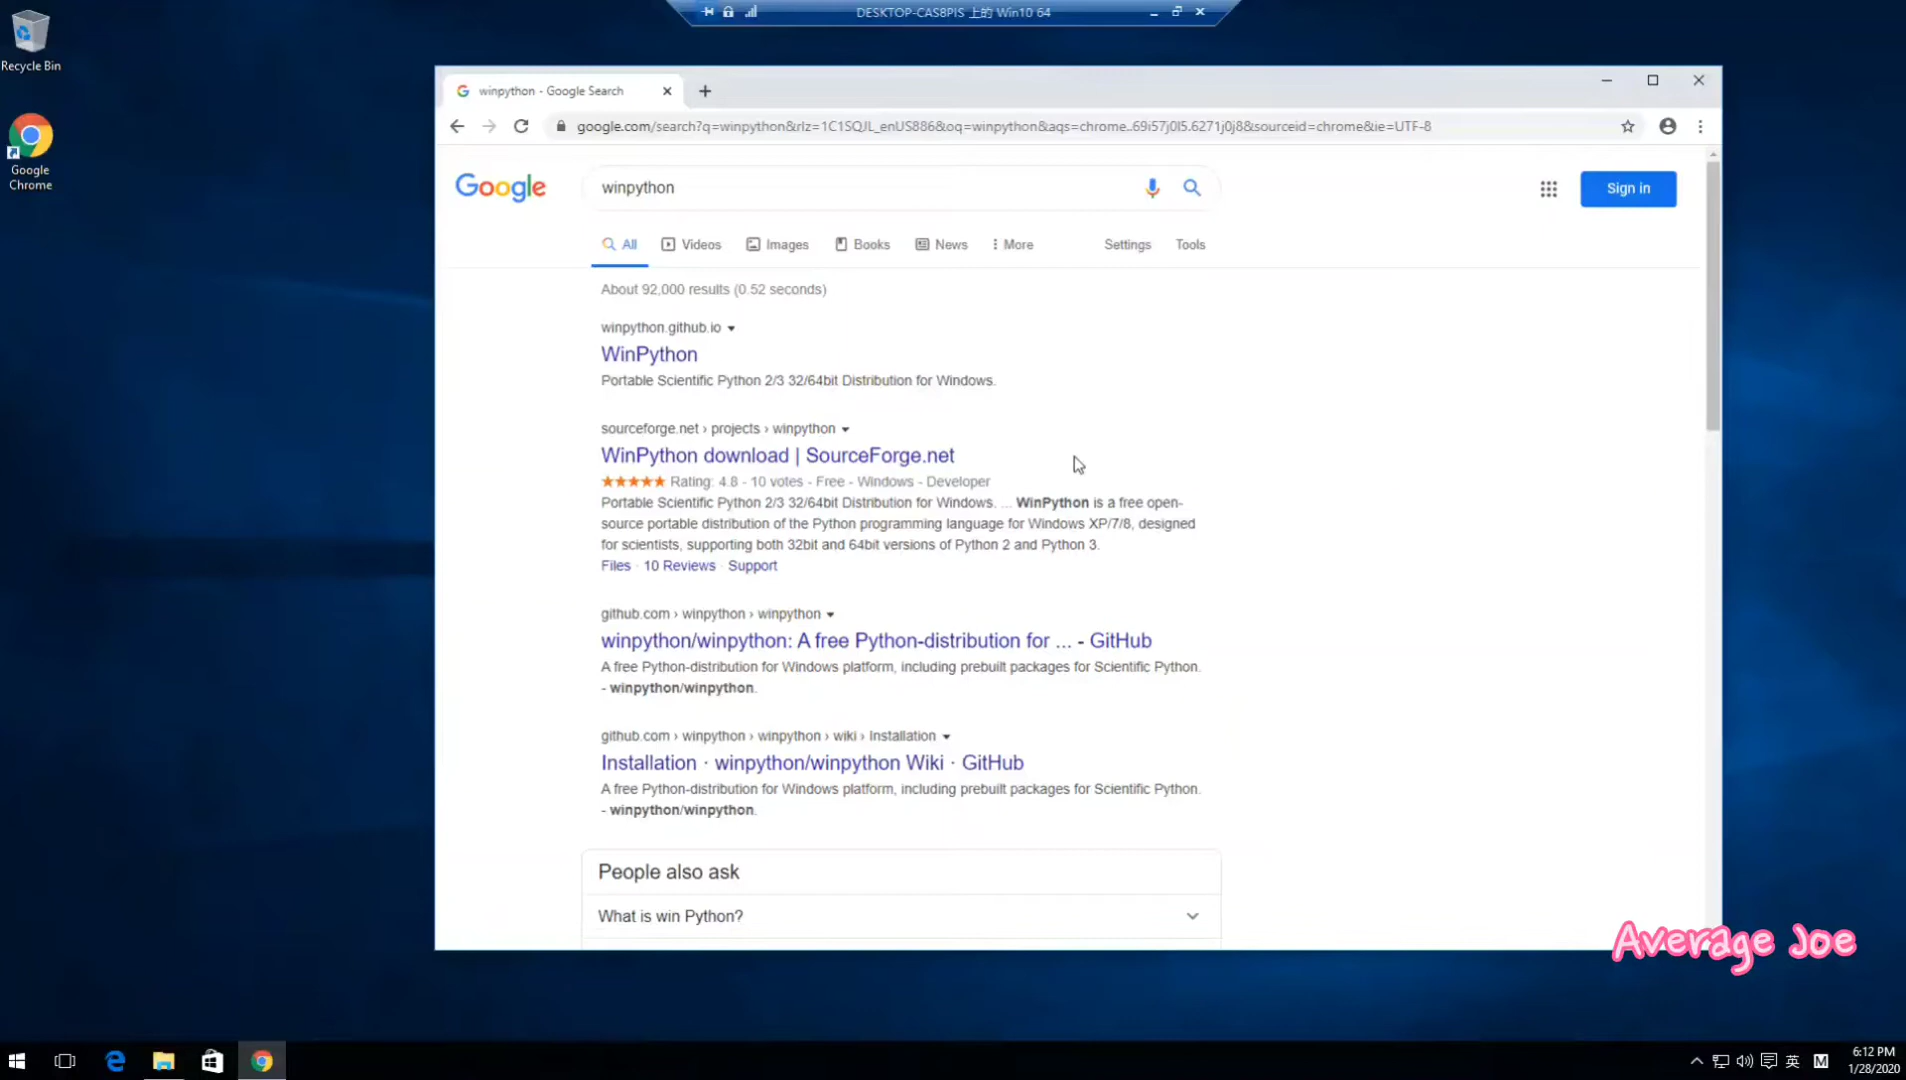 DESKTOP-CAS8PIS 上的 Win10 64
Recycle Bin
Google
Chrome
winpython - Google Search
google.com/search?q=winpython&rlz=1C1SQJL_enUS886&oq=winpython&aqs=chrome..69i57j0l5.6271j0j8&sourceid=chrome&ie=UTF-8
Google
winpython
Sign in
All Videos Images Books News More Settings Tools
About 92,000 results (0.52 seconds)
winpython.github.io
WinPython
Portable Scientific Python 2/3 32/64bit Distribution for Windows.
sourceforge.net › projects › winpython
WinPython download | SourceForge.net
Rating: 4.8 - 10 votes - Free - Windows - Developer
Portable Scientific Python 2/3 32/64bit Distribution for Windows. ... WinPython is a free open-
source portable distribution of the Python programming language for Windows XP/7/8, designed
for scientists, supporting both 32bit and 64bit versions of Python 2 and Python 3.
Files · 10 Reviews · Support
github.com › winpython › winpython
winpython/winpython: A free Python-distribution for ... - GitHub
A free Python-distribution for Windows platform, including prebuilt packages for Scientific Python.
- winpython/winpython.
github.com › winpython › winpython › wiki › Installation
Installation · winpython/winpython Wiki · GitHub
A free Python-distribution for Windows platform, including prebuilt packages for Scientific Python.
- winpython/winpython.
People also ask
What is win Python?
Average Joe
英
M
6:12 PM
1/28/2020